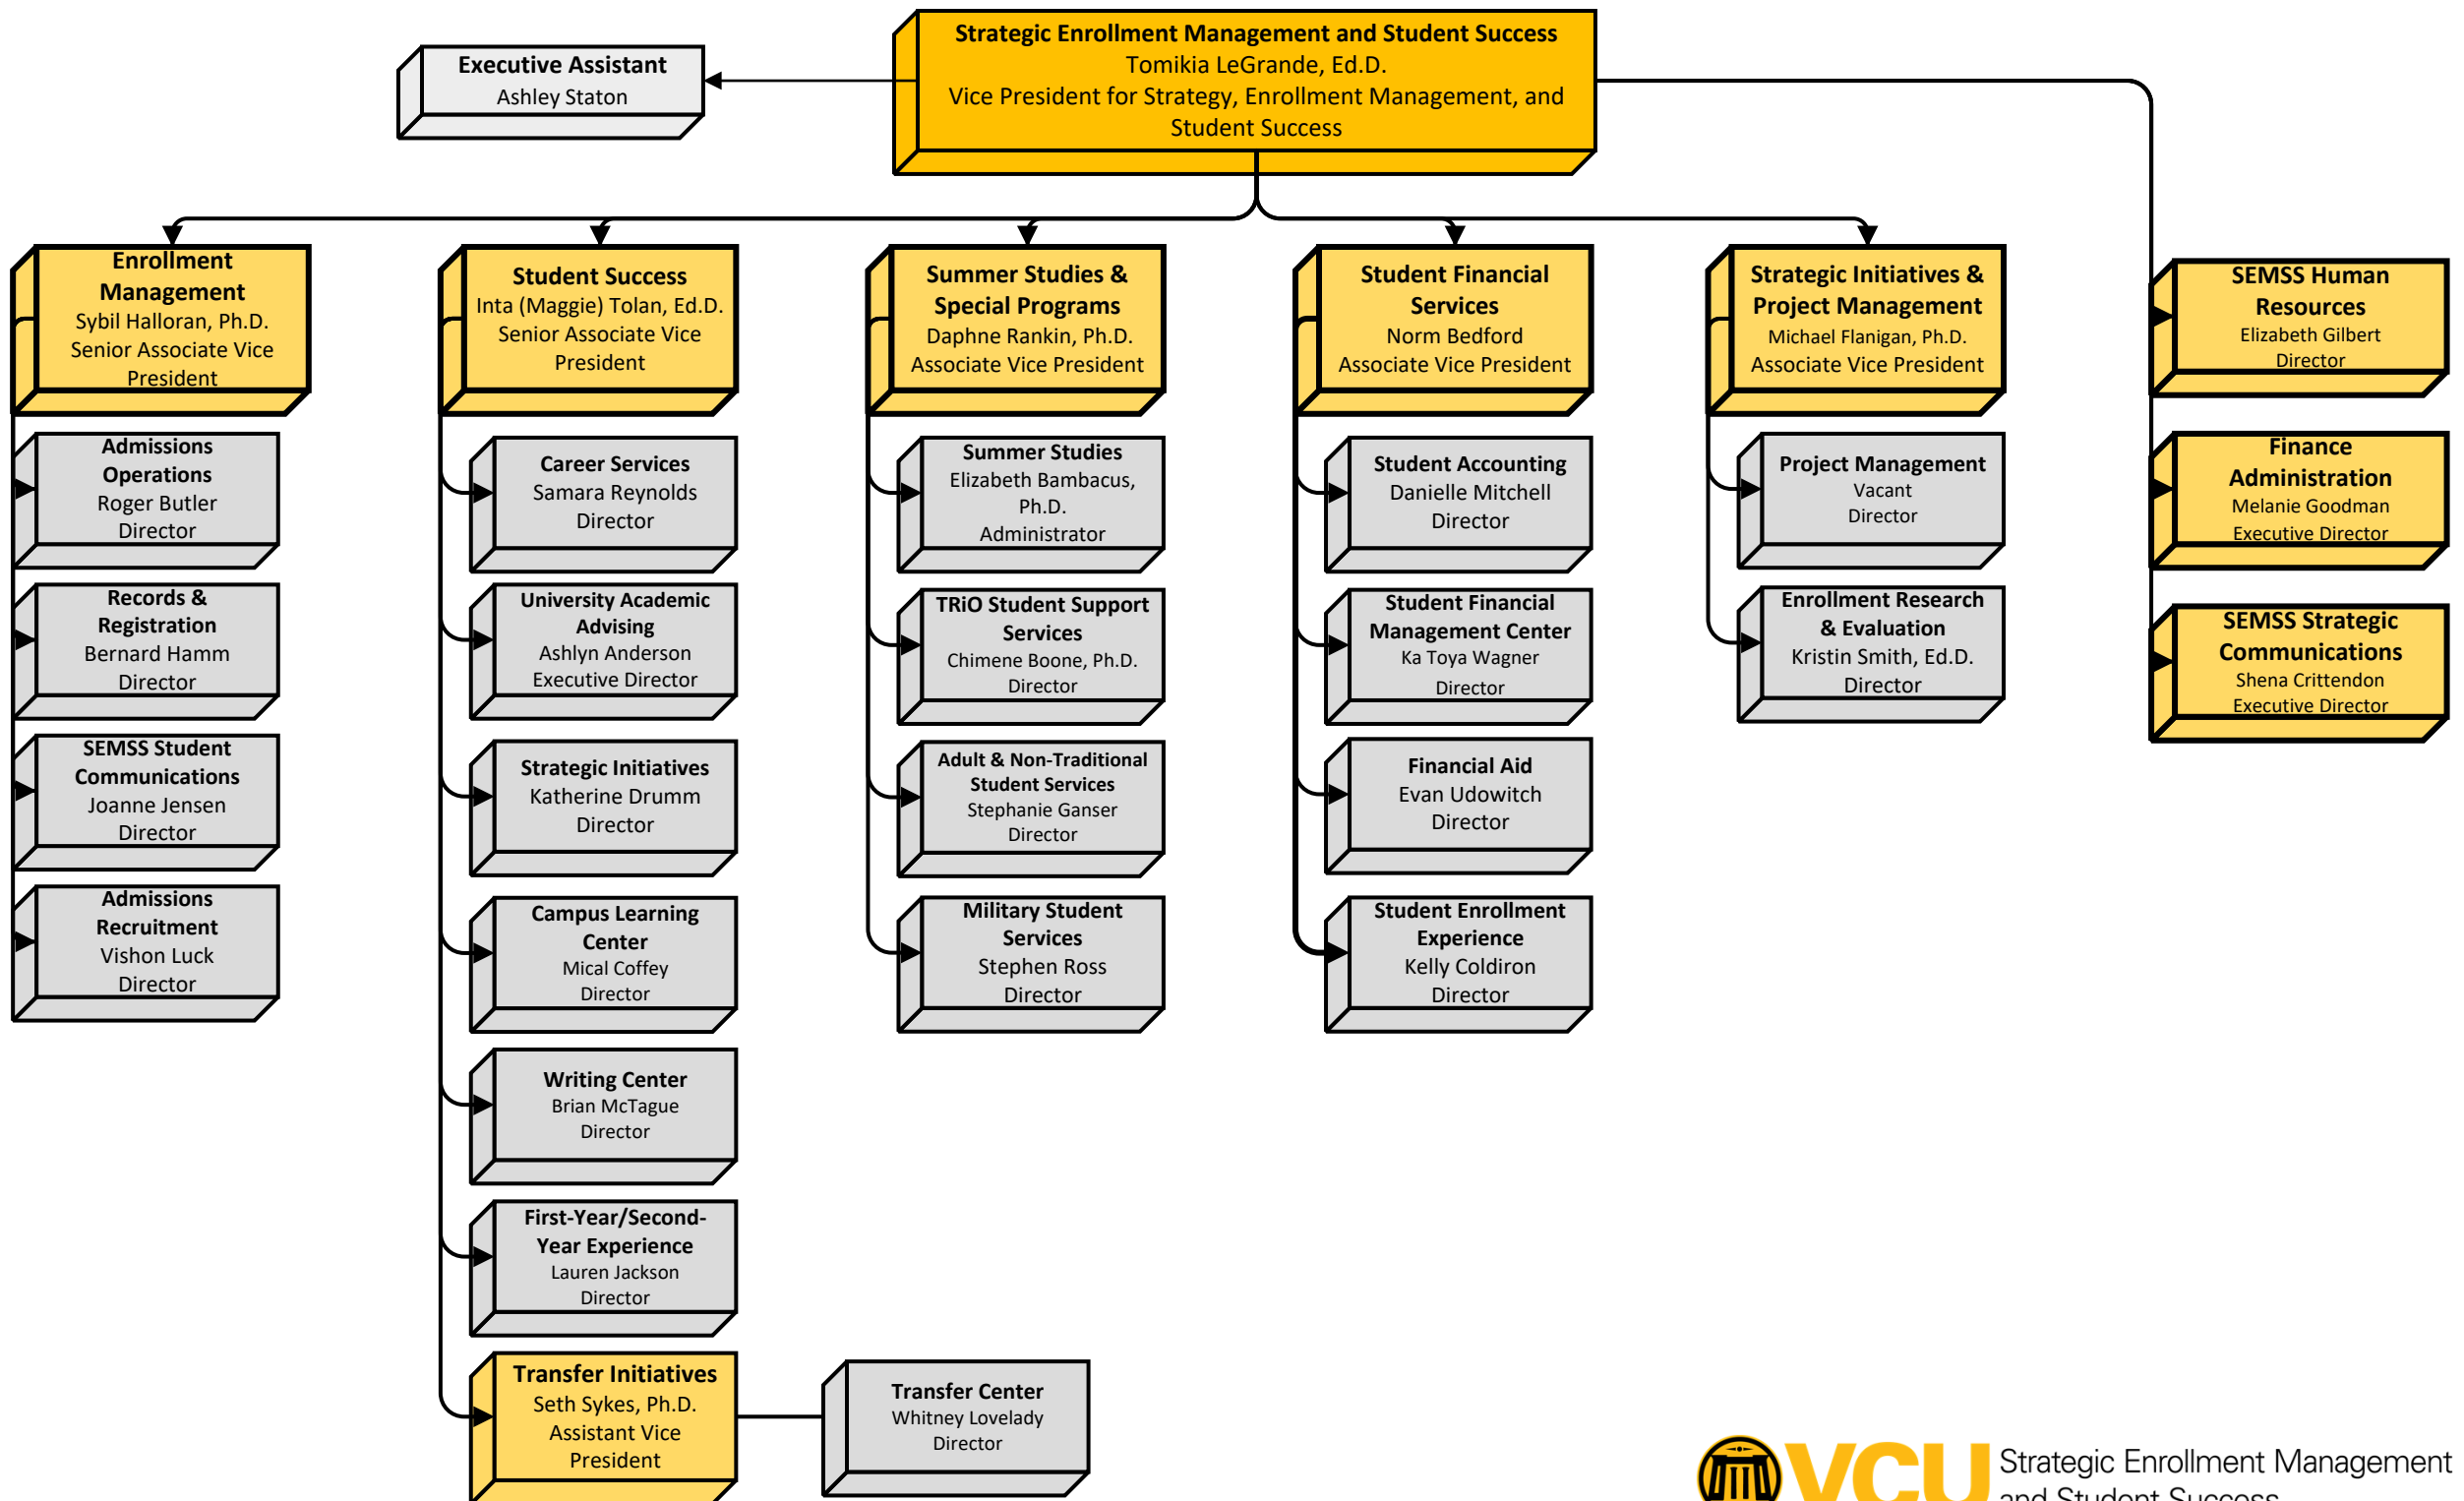 Strategic Enrollment Management and Student Success
Tomikia LeGrande, Ed.D.
Vice President for Strategy, Enrollment Management, and
Student Success
Executive Assistant
Ashley Staton
Enrollment
Management
Sybil Halloran, Ph.D.
Senior Associate Vice
President
Admissions
Operations
Roger Butler
Director
Records &
Registration
Bernard Hamm
Director
SEMSS Student
Communications
Joanne Jensen
Director
Admissions
Recruitment
Vishon Luck
Director
Student Success
Inta (Maggie) Tolan, Ed.D.
Senior Associate Vice
President
Career Services
Samara Reynolds
Director
University Academic
Advising
Ashlyn Anderson
Executive Director
Strategic Initiatives
Katherine Drumm
Director
Campus Learning
Center
Mical Coffey
Director
Writing Center
Brian McTague
Director
First-Year/Second-
Year Experience
Lauren Jackson
Director
Transfer Initiatives
Seth Sykes, Ph.D.
Assistant Vice
President
Transfer Center
Whitney Lovelady
Director
Summer Studies &
Special Programs
Daphne Rankin, Ph.D.
Associate Vice President
Summer Studies
Elizabeth Bambacus,
Ph.D.
Administrator
TRiO Student Support
Services
Chimene Boone, Ph.D.
Director
Adult & Non-Traditional
Student Services
Stephanie Ganser
Director
Military Student
Services
Stephen Ross
Director
Student Financial
Services
Norm Bedford
Associate Vice President
Student Accounting
Danielle Mitchell
Director
Student Financial
Management Center
Ka Toya Wagner
Director
Financial Aid
Evan Udowitch
Director
Student Enrollment
Experience
Kelly Coldiron
Director
Strategic Initiatives &
Project Management
Michael Flanigan, Ph.D.
Associate Vice President
Project Management
Vacant
Director
Enrollment Research
& Evaluation
Kristin Smith, Ed.D.
Director
SEMSS Human
Resources
Elizabeth Gilbert
Director
Finance
Administration
Melanie Goodman
Executive Director
SEMSS Strategic
Communications
Shena Crittendon
Executive Director
VCU
Strategic Enrollment Management
and Student Success